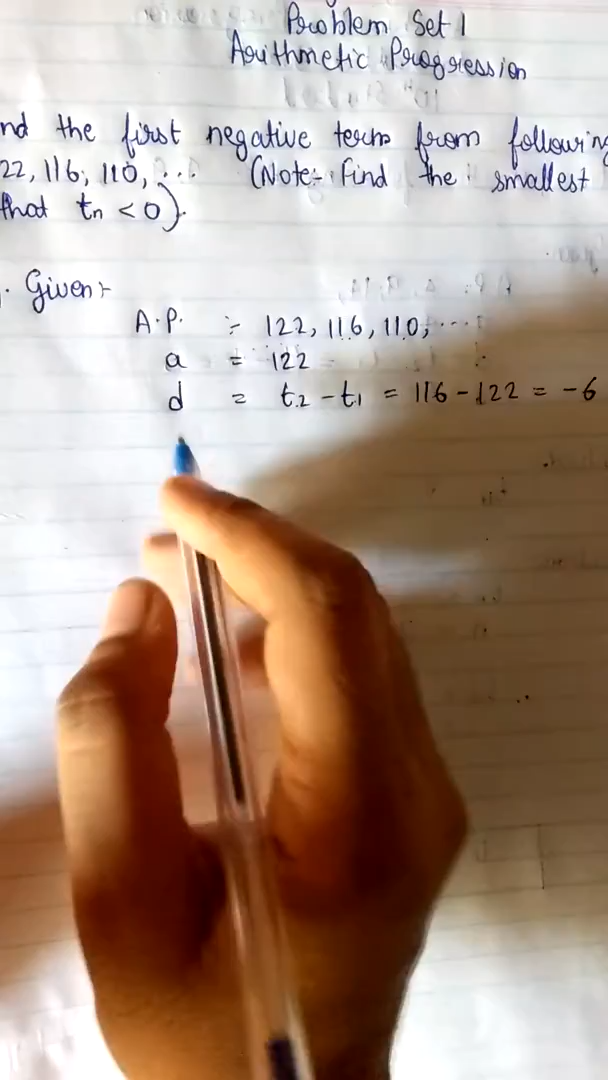 Problem Set 1
Arithmetic Progression
nd the first negative term from following
22, 116, 110, ... (Note:- Find the smallest
that tn < 0).
Given:-
A.P. :- 122, 116, 110, ...
a = 122
d = t2 - t1 = 116 - 122 = -6